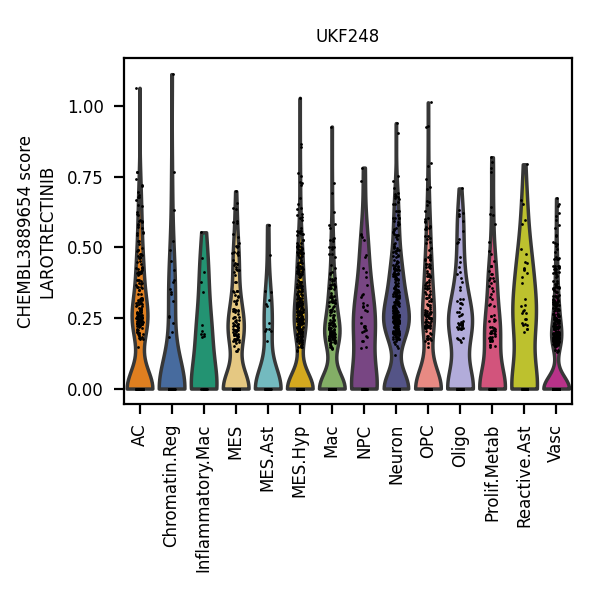 UKF248
CHEMBL3889654 score
LAROTRECTINIB
1.00
0.75
0.50
0.25
0.00
AC
Chromatin.Reg
Inflammatory.Mac
MES
MES.Ast
MES.Hyp
Mac
NPC
Neuron
OPC
Oligo
Prolif.Metab
Reactive.Ast
Vasc